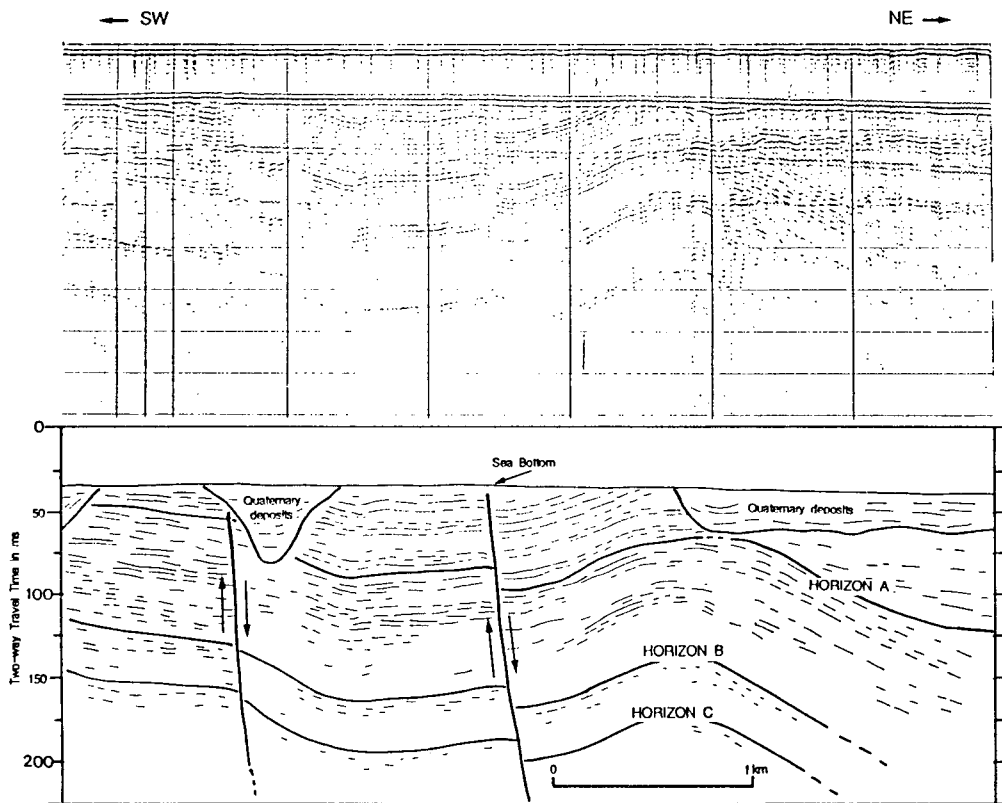 ← SW
NE →
0
50
100
150
200
Two-way Travel Time in ms
Sea Bottom
Quaternary
deposits
Quaternary deposits
HORIZON A
HORIZON B
HORIZON C
0 1 km